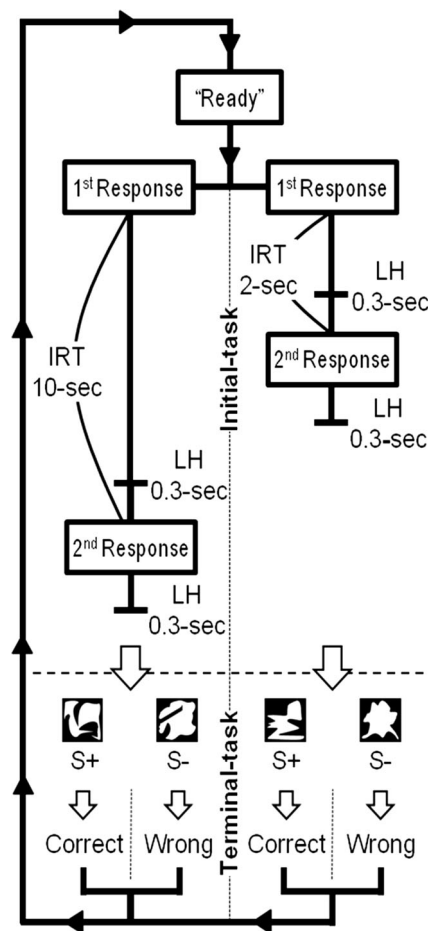 “Ready”
1st Response
1st Response
IRT
2-sec
LH
0.3-sec
2nd Response
LH
0.3-sec
IRT
10-sec
LH
0.3-sec
2nd Response
LH
0.3-sec
Initial-task
Terminal-task
S+
S-
S+
S-
Correct
Wrong
Correct
Wrong